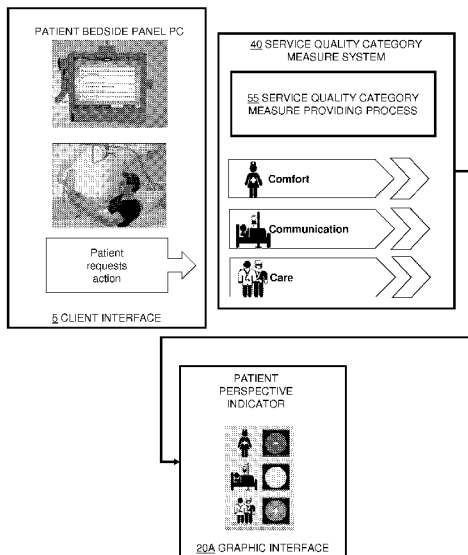 PATIENT BEDSIDE PANEL PC
Patient
requests
action
5 CLIENT INTERFACE
40 SERVICE QUALITY CATEGORY
MEASURE SYSTEM
55 SERVICE QUALITY CATEGORY
MEASURE PROVIDING PROCESS
Comfort
Communication
Care
PATIENT
PERSPECTIVE
INDICATOR
20A GRAPHIC INTERFACE